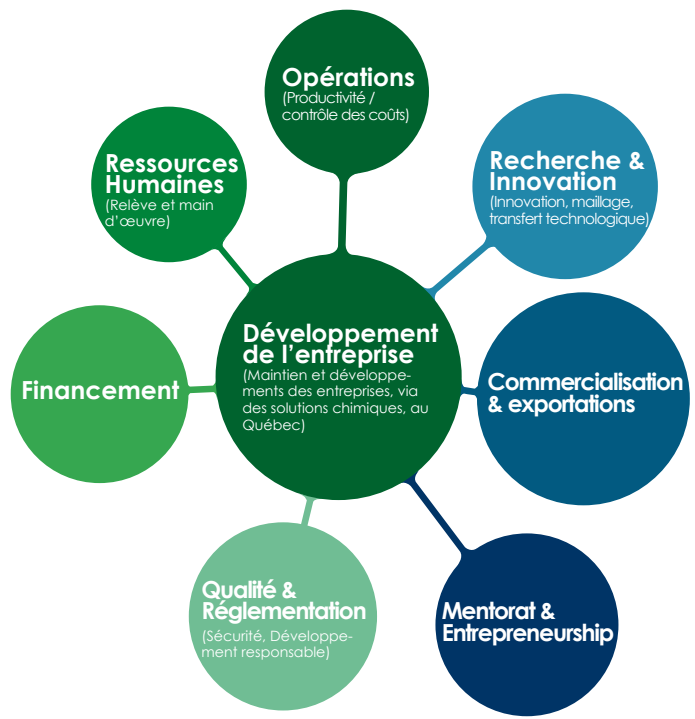 Opérations
(Productivité /
contrôle des coûts)
Recherche &
Innovation
(Innovation, maillage,
transfert technologique)
Ressources
Humaines
(Relève et main
d'œuvre)
Développement
de l'entreprise
(Maintien et développe-
ments des entreprises, via
des solutions chimiques, au
Québec)
Financement
Commercialisation
& exportations
Qualité &
Réglementation
(Sécurité, Développe-
ment responsable)
Mentorat &
Entrepreneurship